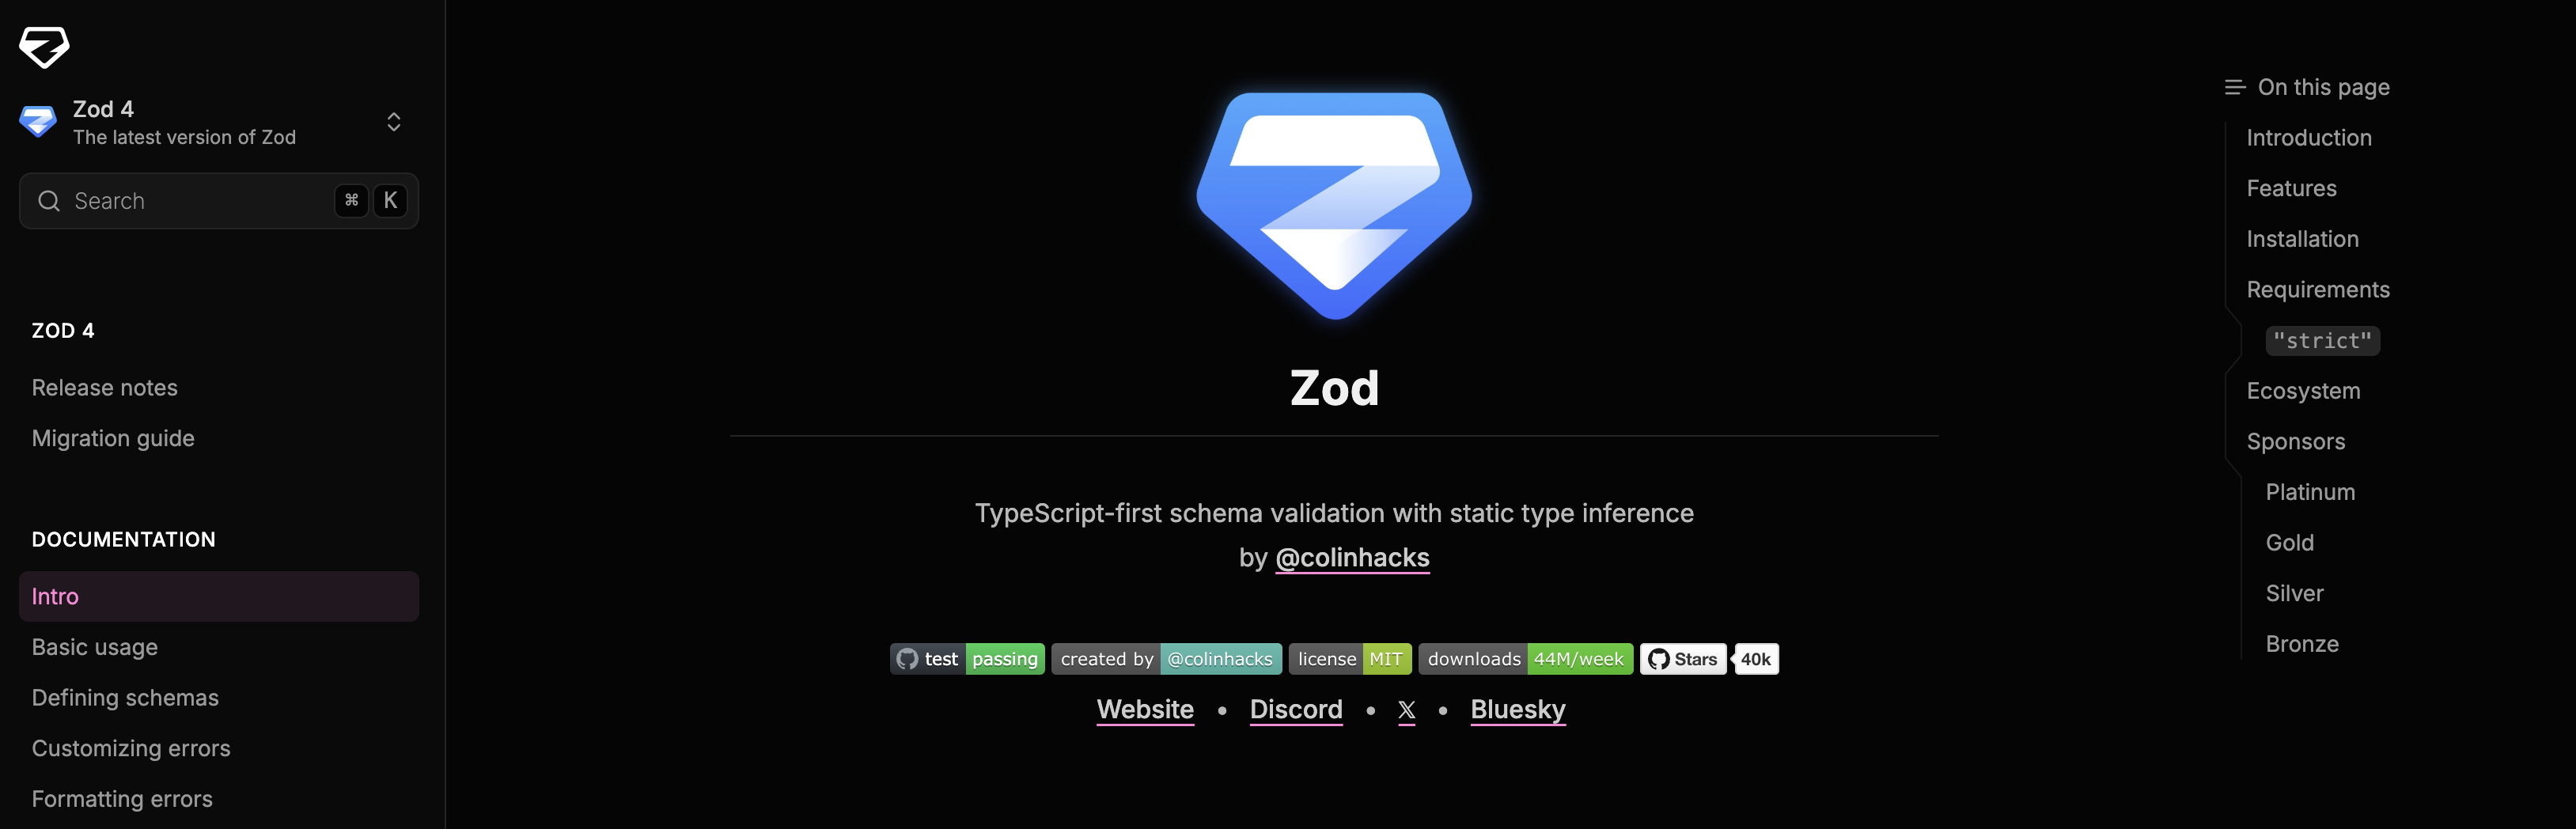 Zod 4
The latest version of Zod
Search ⌘ K
ZOD 4
Release notes
Migration guide
DOCUMENTATION
Intro
Basic usage
Defining schemas
Customizing errors
Formatting errors
Zod
TypeScript-first schema validation with static type inference
by @colinhacks
test passing created by @colinhacks license MIT downloads 44M/week Stars 40k
Website • Discord • 𝕏 • Bluesky
On this page
Introduction
Features
Installation
Requirements
"strict"
Ecosystem
Sponsors
Platinum
Gold
Silver
Bronze